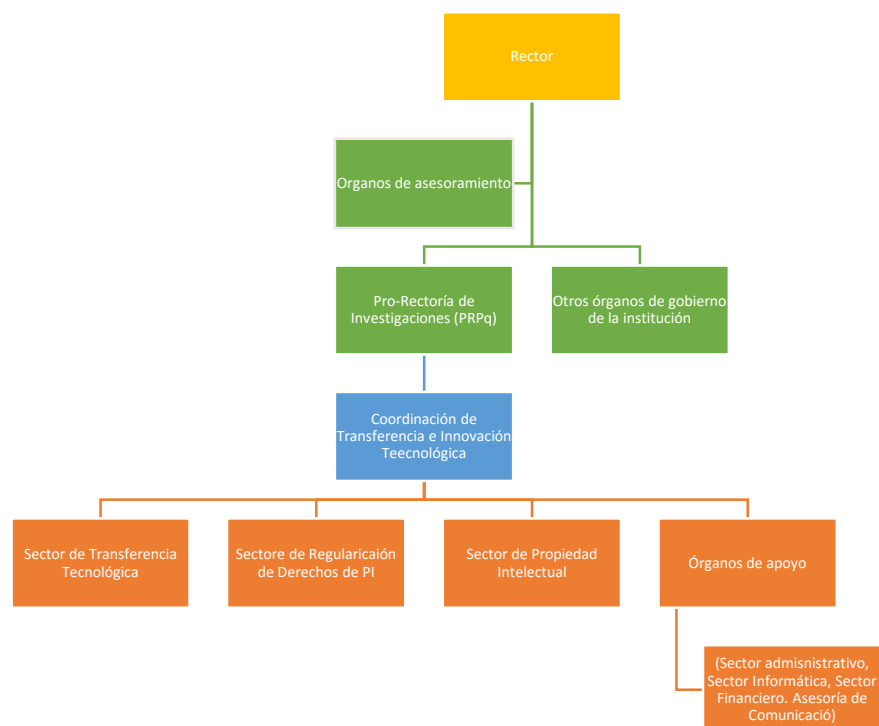 Rector
Organos de asesoramiento
Pro-Rectoría de
Investigaciones (PRPq)
Otros órganos de gobierno
de la institución
Coordinación de
Transferencia e Innovación
Teecnológica
Sector de Transferencia
Tecnológica
Sectore de Regularicaión
de Derechos de PI
Sector de Propiedad
Intelectual
Órganos de apoyo
(Sector admisnistrativo,
Sector Informática, Sector
Financiero. Asesoría de
Comunicació)